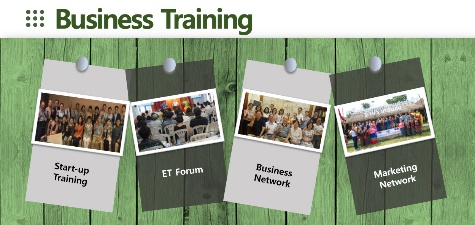 Business Training
Start-up
Training
ET Forum
Business
Network
Marketing
Network